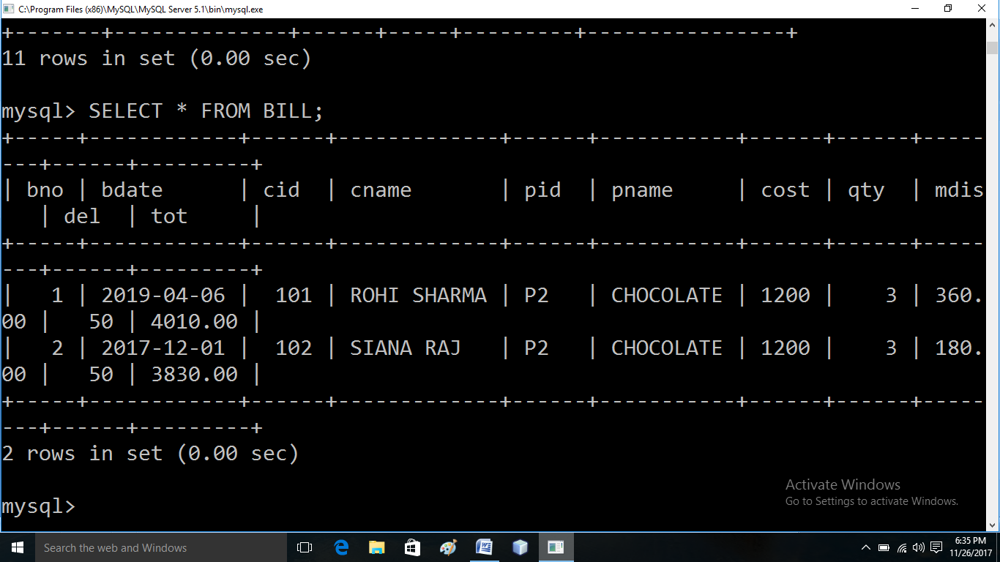 C:\Program Files (x86)\MySQL\MySQL Server 5.1\bin\mysql.exe
+-------+--------------+------+-----+---------+----------------+
11 rows in set (0.00 sec)
mysql> SELECT * FROM BILL;
+-----+------------+------+-------------+------+-----------+------+------+-----
---+------+---------+
| bno | bdate      | cid  | cname       | pid  | pname     | cost | qty  | mdis
   | del  | tot     |
+-----+------------+------+-------------+------+-----------+------+------+-----
---+------+---------+
|   1 | 2019-04-06 |  101 | ROHI SHARMA | P2   | CHOCOLATE | 1200 |    3 | 360.
00 |   50 | 4010.00 |
|   2 | 2017-12-01 |  102 | SIANA RAJ   | P2   | CHOCOLATE | 1200 |    3 | 180.
00 |   50 | 3830.00 |
+-----+------------+------+-------------+------+-----------+------+------+-----
---+------+---------+
2 rows in set (0.00 sec)
mysql>
Activate Windows
Go to Settings to activate Windows.
Search the web and Windows
6:35 PM
11/26/2017